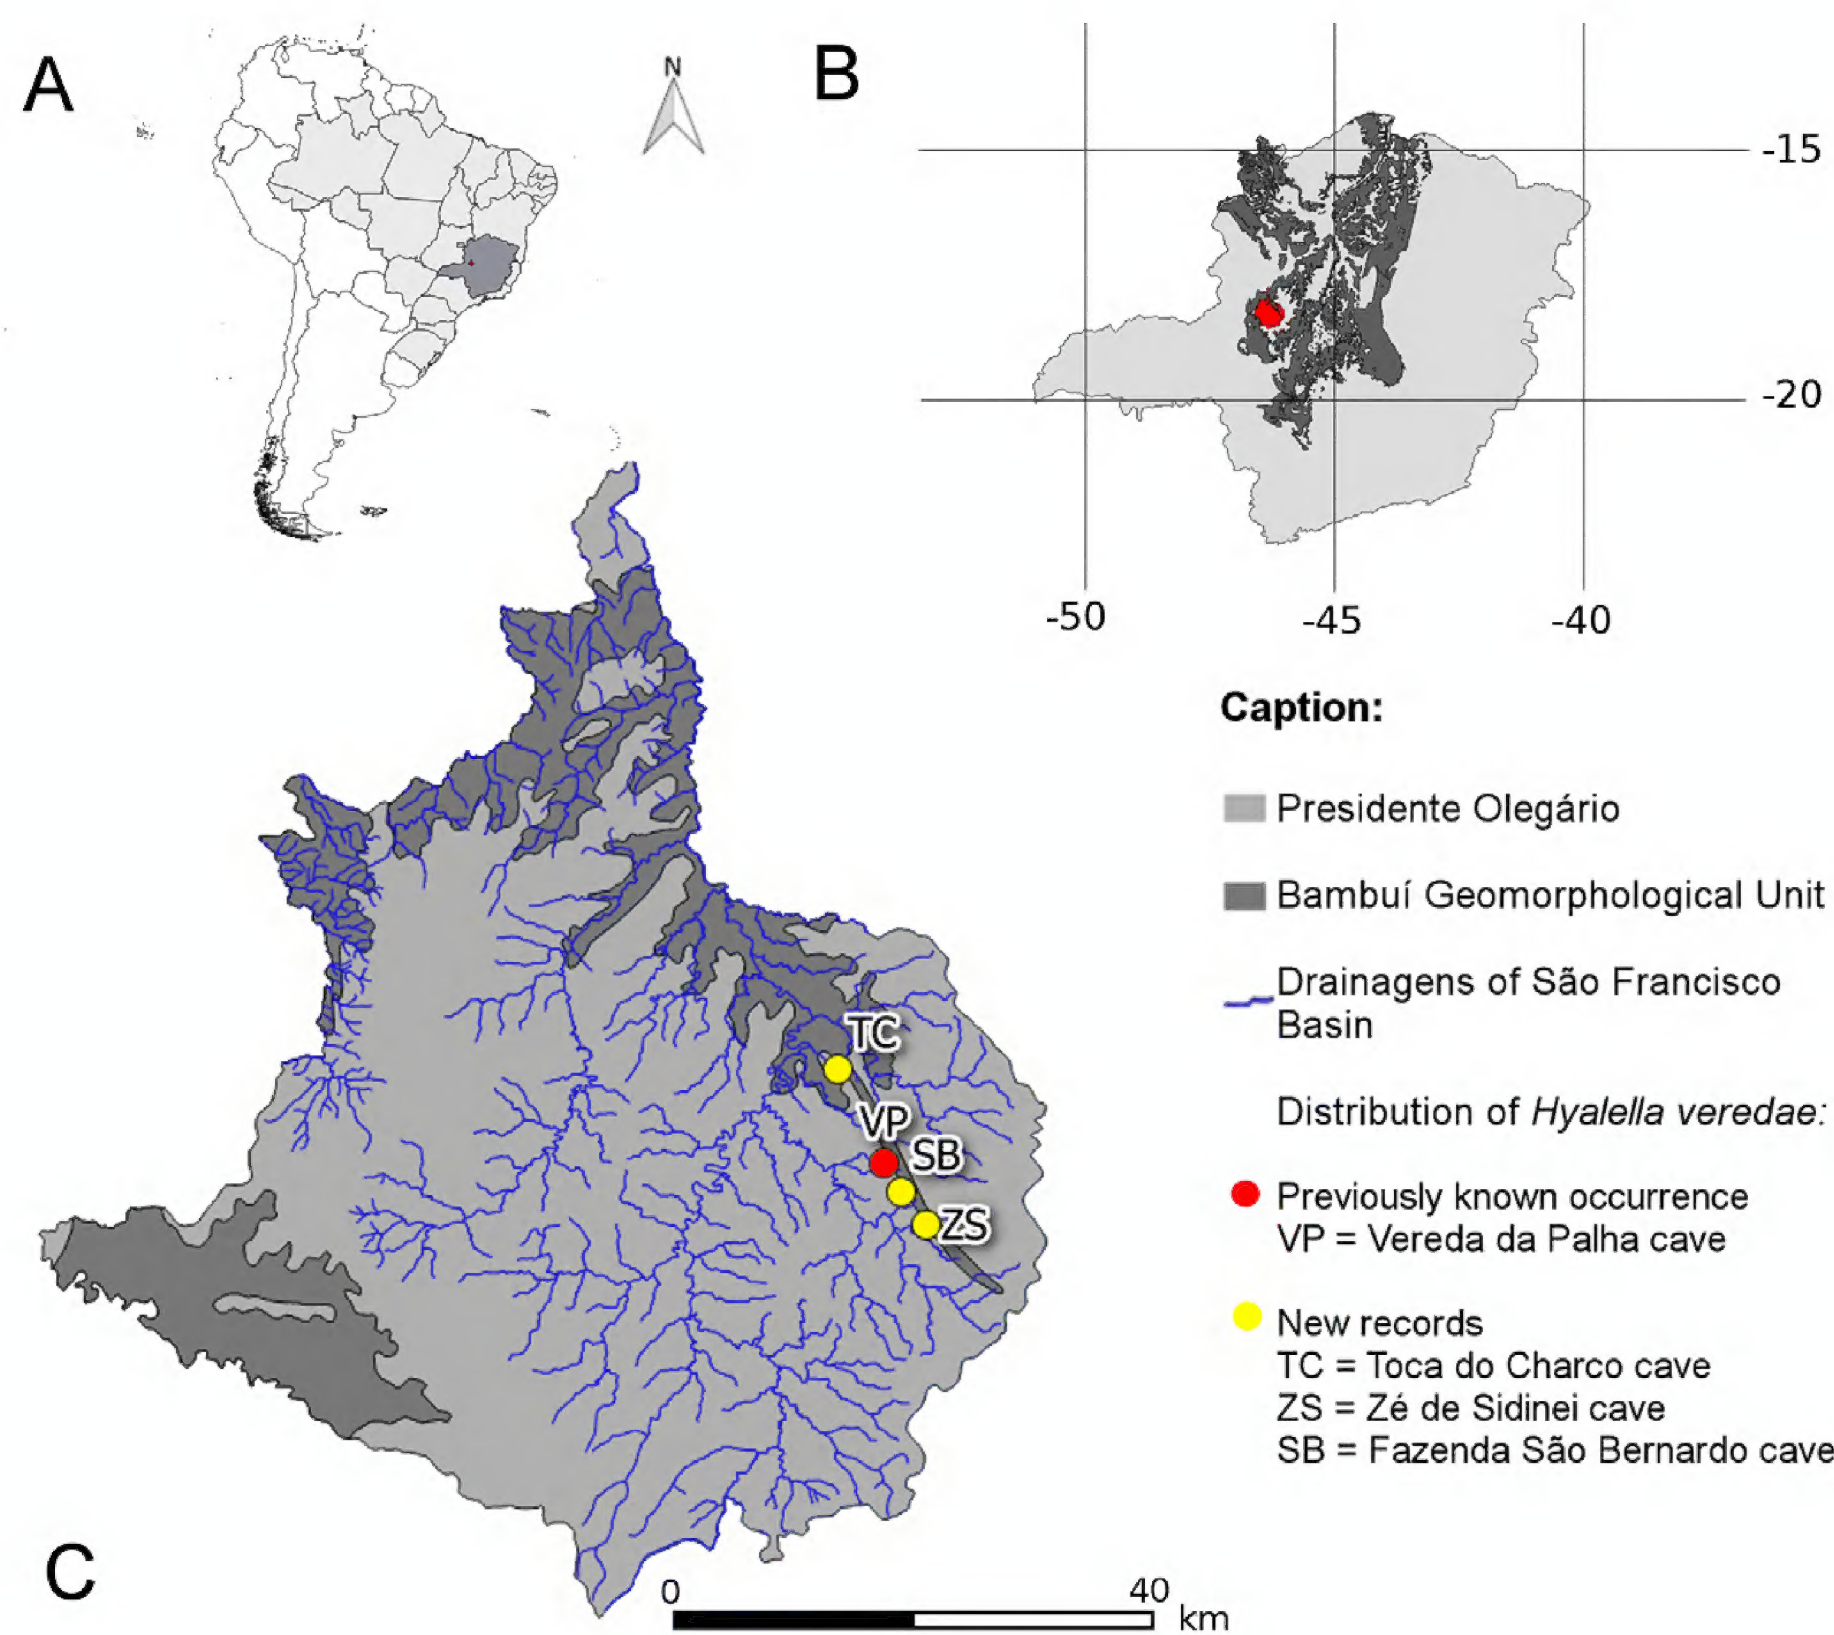 A
N
B
-15
-20
-50
-45
-40
Caption:
Presidente Olegário
Bambuí Geomorphological Unit
Drainagens of São Francisco
Basin
Distribution of Hyalella veredae:
Previously known occurrence
VP = Vereda da Palha cave
New records
TC = Toca do Charco cave
ZS = Zé de Sidinei cave
SB = Fazenda São Bernardo cave
TC
VP
SB
ZS
C
0
40
km